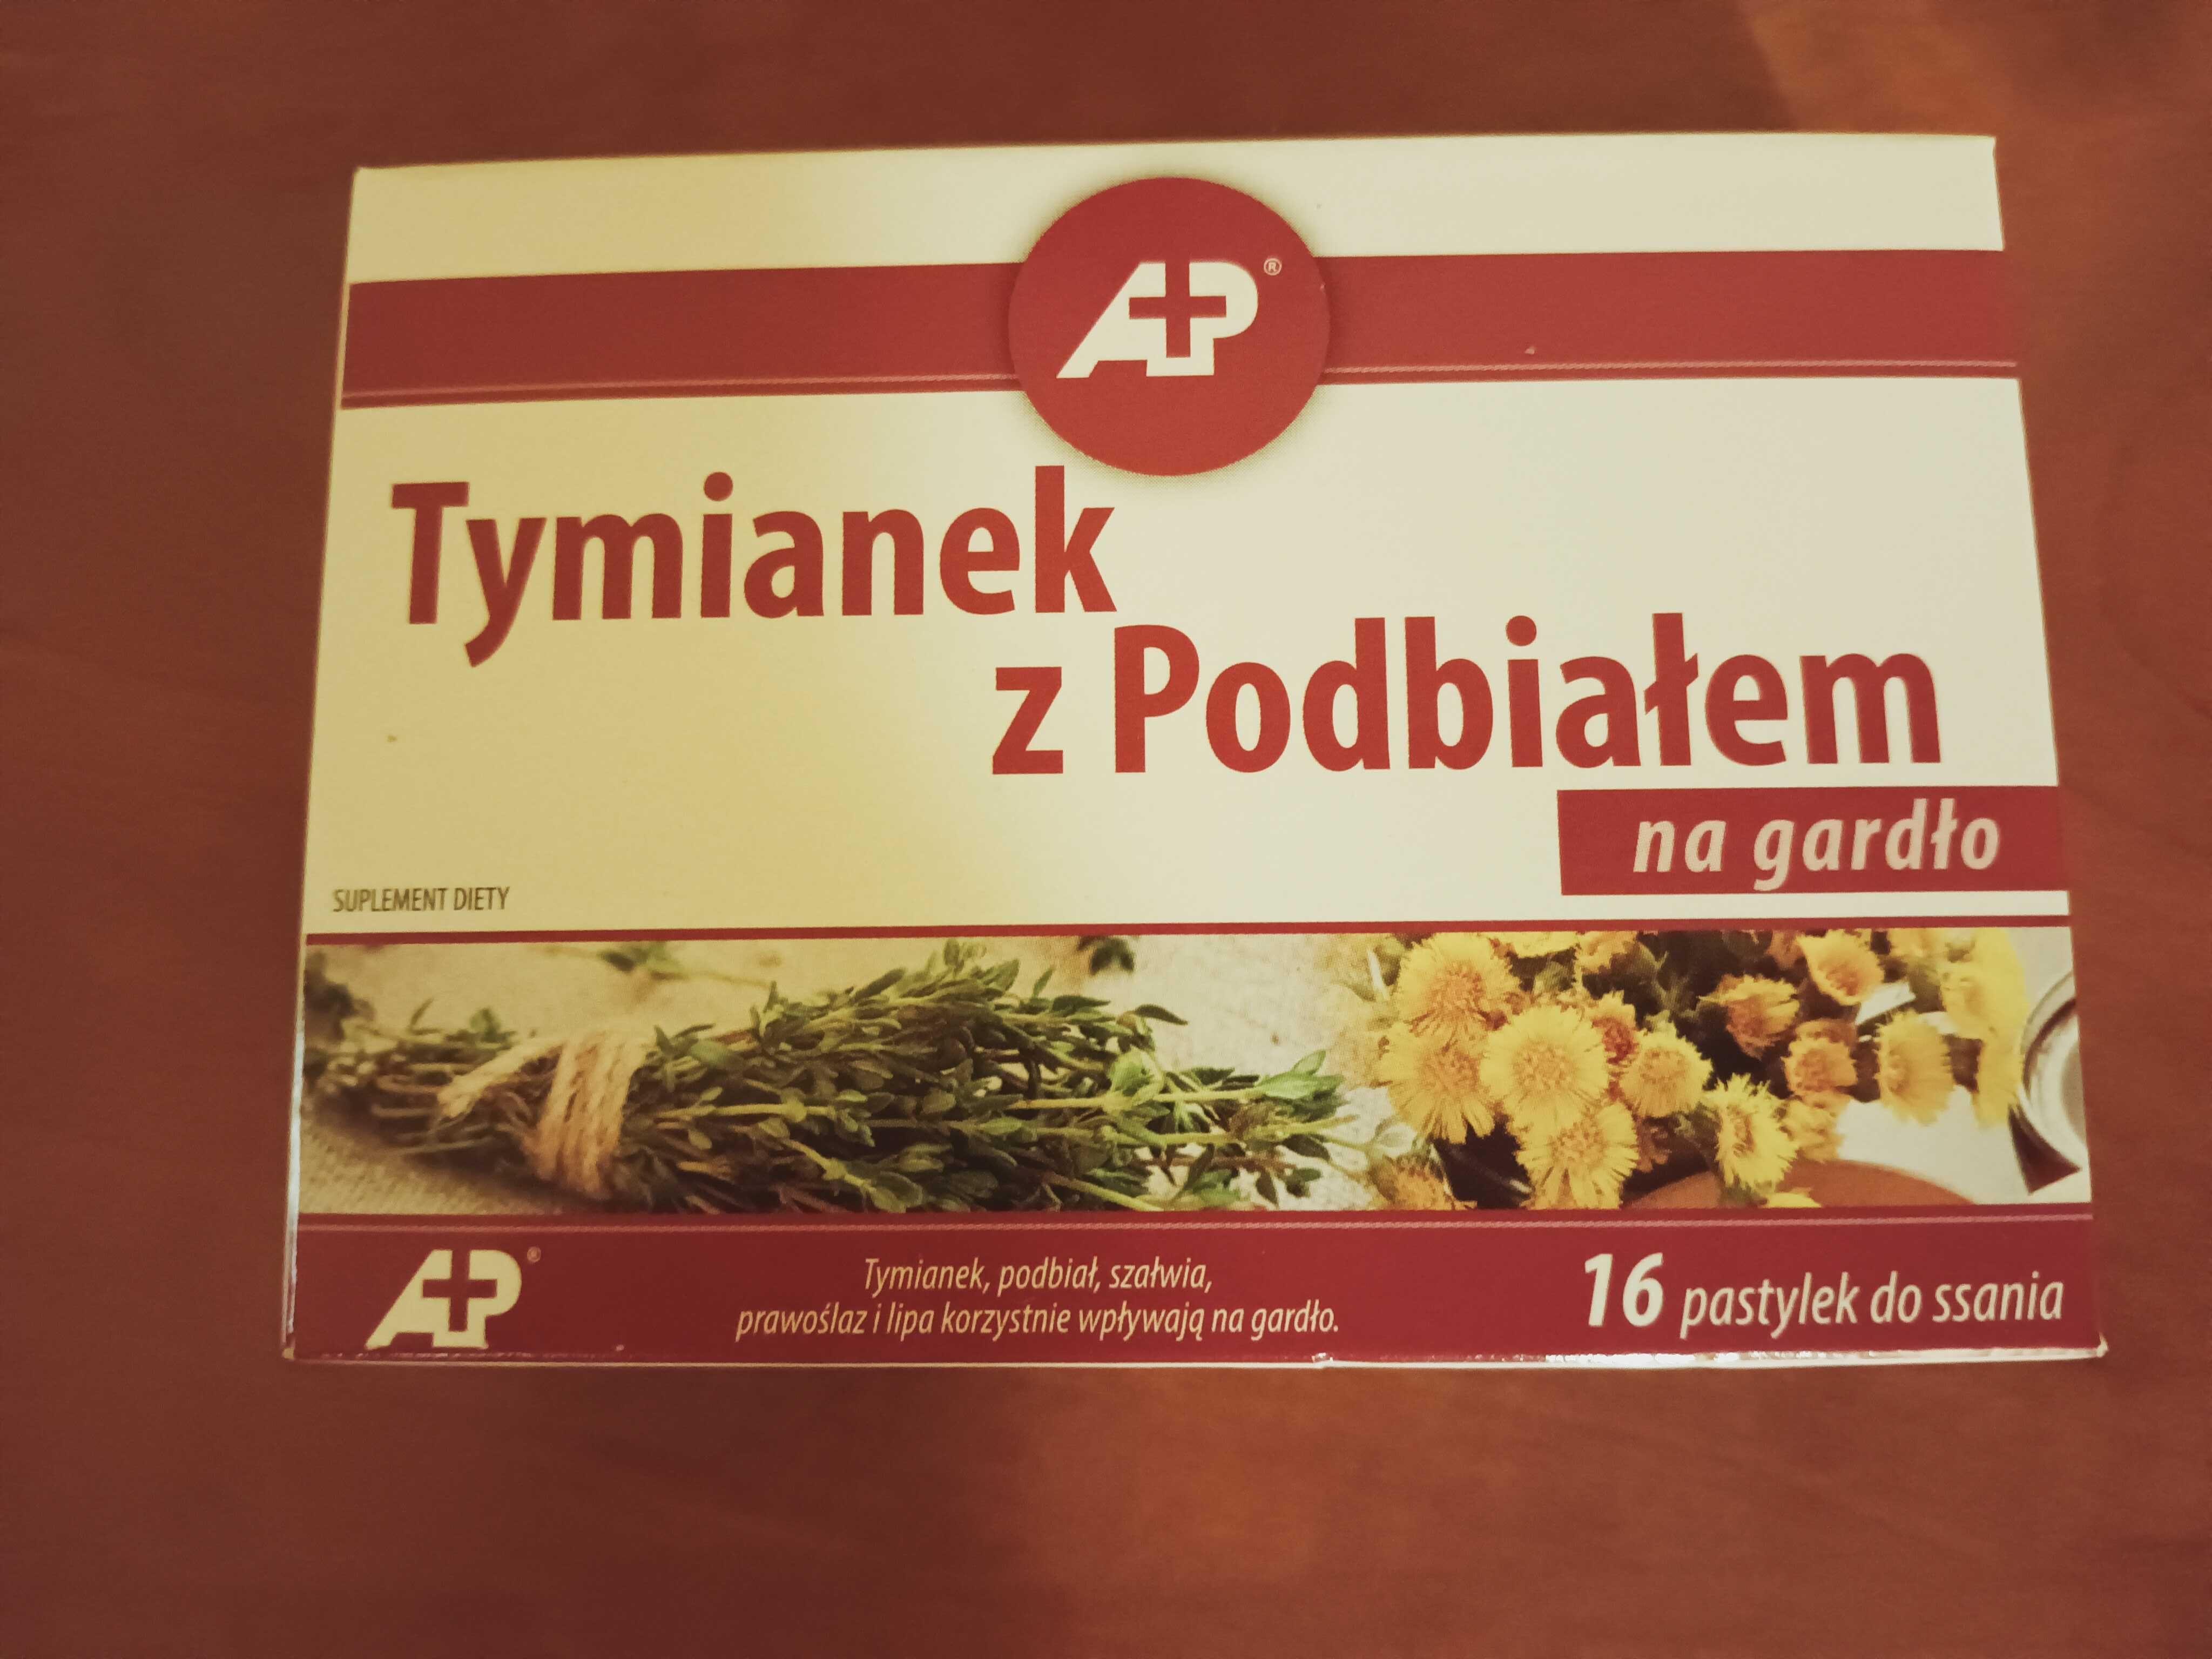 AP®
Tymianek
z Podbiałem
na gardło
SUPLEMENT DIETY
AP®
Tymianek, podbiał, szałwia,
prawoślaz i lipa korzystnie wpływają na gardło.
16 pastylek do ssania